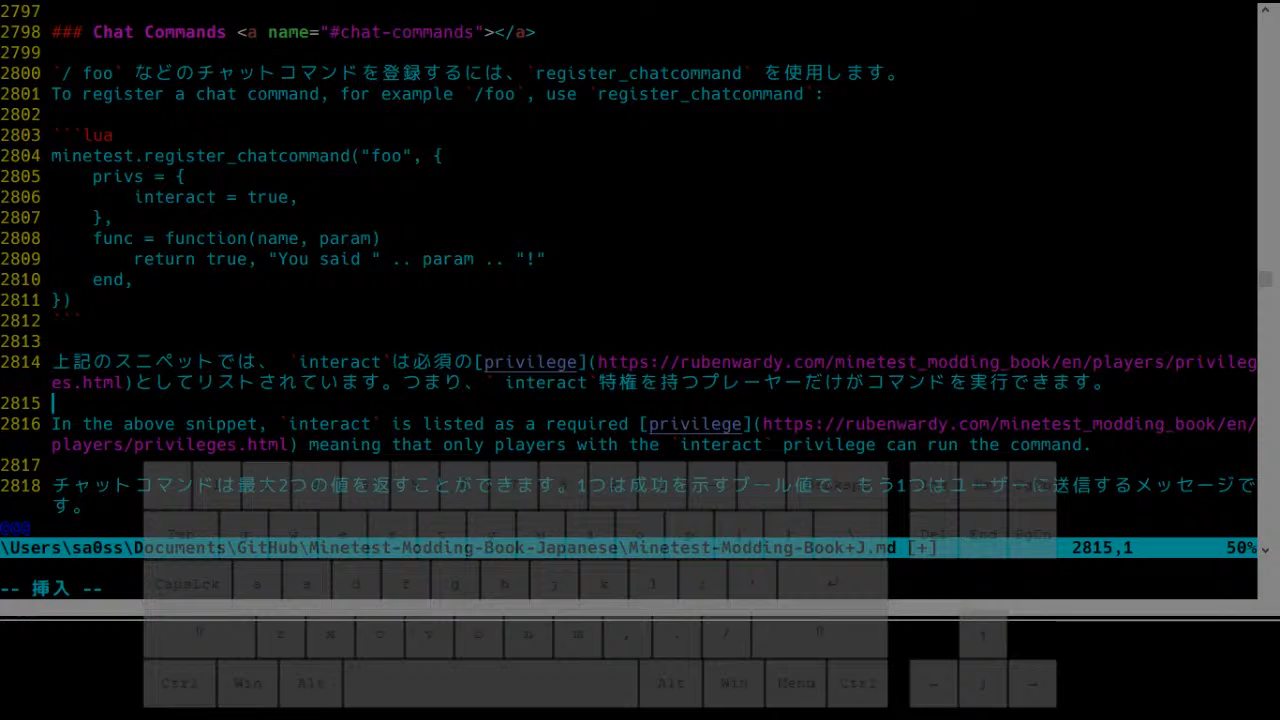 2797
2798 ### Chat Commands <a name="#chat-commands"></a>
2799
2800 `/ foo` などのチャットコマンドを登録するには、`register_chatcommand` を使用します。
2801 To register a chat command, for example `/foo`, use `register_chatcommand`:
2802
2803 ```lua
2804 minetest.register_chatcommand("foo", {
2805     privs = {
2806         interact = true,
2807     },
2808     func = function(name, param)
2809         return true, "You said " .. param .. "!"
2810     end,
2811 })
2812 ```
2813
2814 上記のスニペットでは、 `interact`は必須の[privilege](https://rubenwardy.com/minetest_modding_book/en/players/privileg
es.html)としてリストされています。つまり、` interact`特権を持つプレーヤーだけがコマンドを実行できます。
2815
2816 In the above snippet, `interact` is listed as a required [privilege](https://rubenwardy.com/minetest_modding_book/en/
players/privileges.html) meaning that only players with the `interact` privilege can run the command.
2817
2818 チャットコマンドは最大2つの値を返すことができます。1つは成功を示すブール値で、もう1つはユーザーに送信するメッセージで
す。
@@@
\Users\sa0ss\Documents\GitHub\Minetest-Modding-Book-Japanese\Minetest-Modding-Book+J.md [+] 2815,1 50%
-- 挿入 --
CapsLck a s d f g h j k l ; '
z x c v b n m , . /
Ctrl Win Alt Alt Win Menu Ctrl